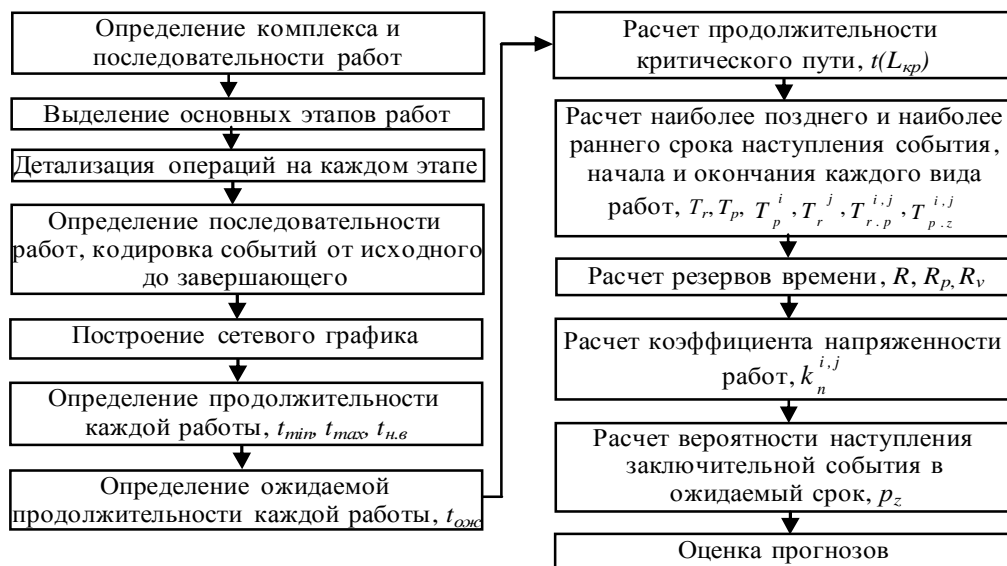 Определение комплекса и
последовательности работ
Выделение основных этапов работ
Детализация операций на каждом этапе
Определение последовательности
работ, кодировка событий от исходного
до завершающего
Построение сетевого графика
Определение продолжительности
каждой работы, t_min, t_max, t_н.в
Определение ожидаемой
продолжительности каждой работы, t_ож
Расчет продолжительности
критического пути, t(L_кр)
Расчет наиболее позднего и наиболее
раннего срока наступления события,
начала и окончания каждого вида
работ, T_r, T_p, T_p^i, T_r^j, T_{r.p}^{i,j}, T_{p.z}^{i,j}
Расчет резервов времени, R, R_p, R_v
Расчет коэффициента напряженности
работ, k_n^{i,j}
Расчет вероятности наступления
заключительной события в
ожидаемый срок, p_z
Оценка прогнозов